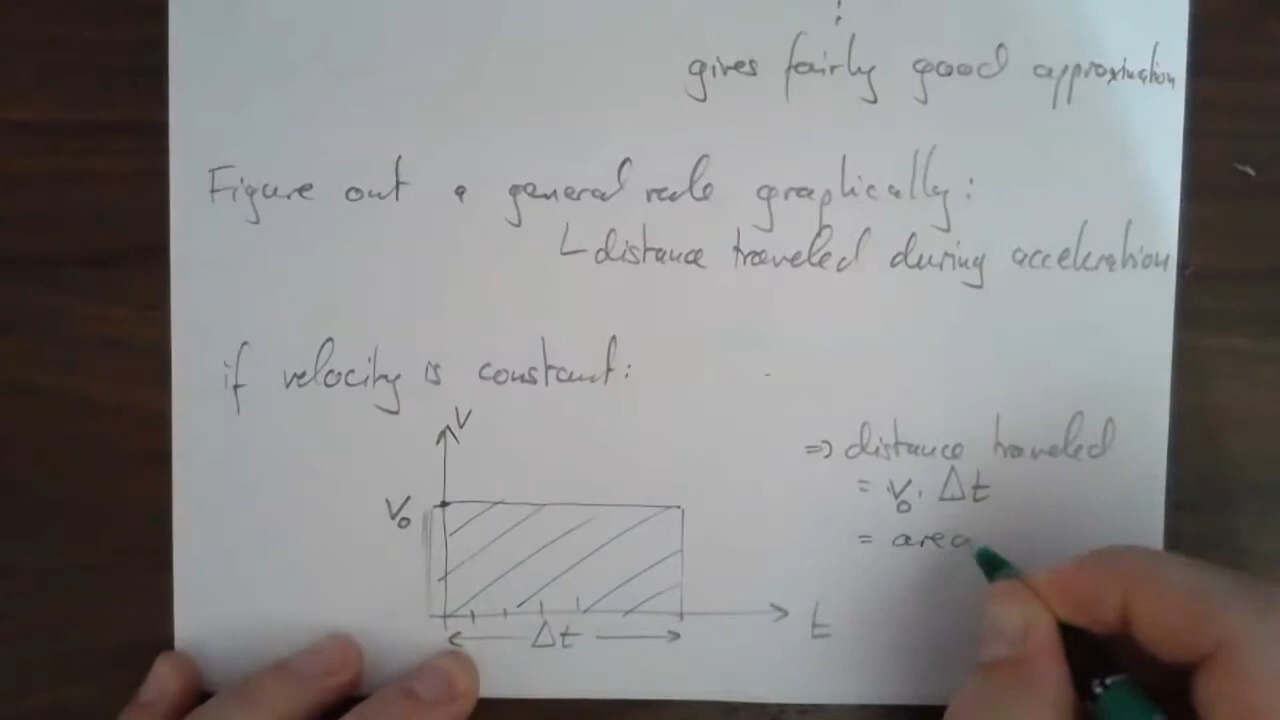 gives fairly good approximation
Figure out a general rule graphically:
distance traveled during acceleration
if velocity is constant:
V
V₀
Δt
t
⇒ distance traveled
= V₀ · Δt
= area